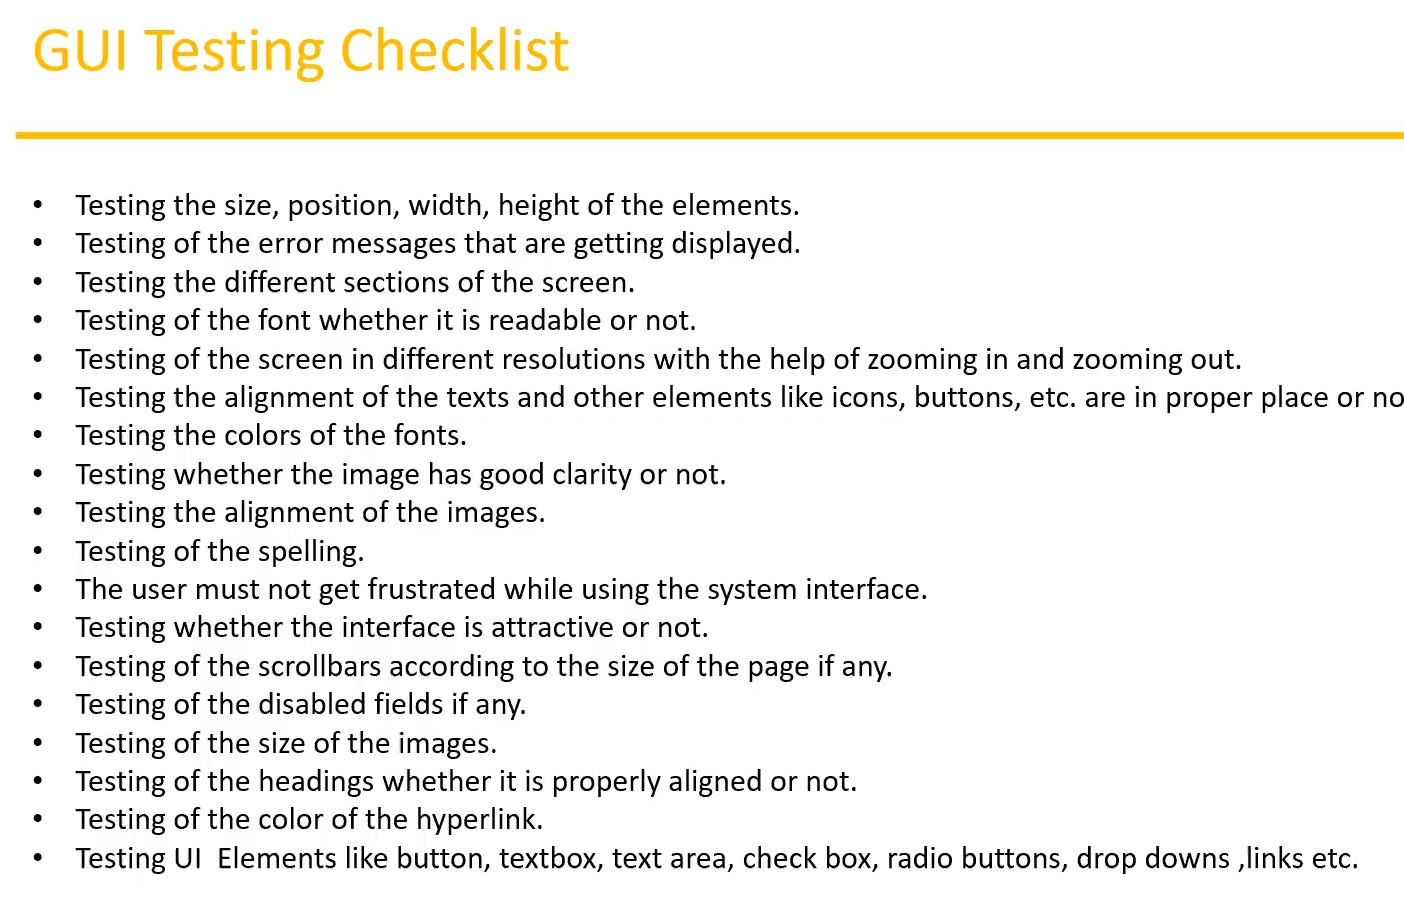 GUI Testing Checklist
• Testing the size, position, width, height of the elements.
• Testing of the error messages that are getting displayed.
• Testing the different sections of the screen.
• Testing of the font whether it is readable or not.
• Testing of the screen in different resolutions with the help of zooming in and zooming out.
• Testing the alignment of the texts and other elements like icons, buttons, etc. are in proper place or no
• Testing the colors of the fonts.
• Testing whether the image has good clarity or not.
• Testing the alignment of the images.
• Testing of the spelling.
• The user must not get frustrated while using the system interface.
• Testing whether the interface is attractive or not.
• Testing of the scrollbars according to the size of the page if any.
• Testing of the disabled fields if any.
• Testing of the size of the images.
• Testing of the headings whether it is properly aligned or not.
• Testing of the color of the hyperlink.
• Testing UI  Elements like button, textbox, text area, check box, radio buttons, drop downs ,links etc.